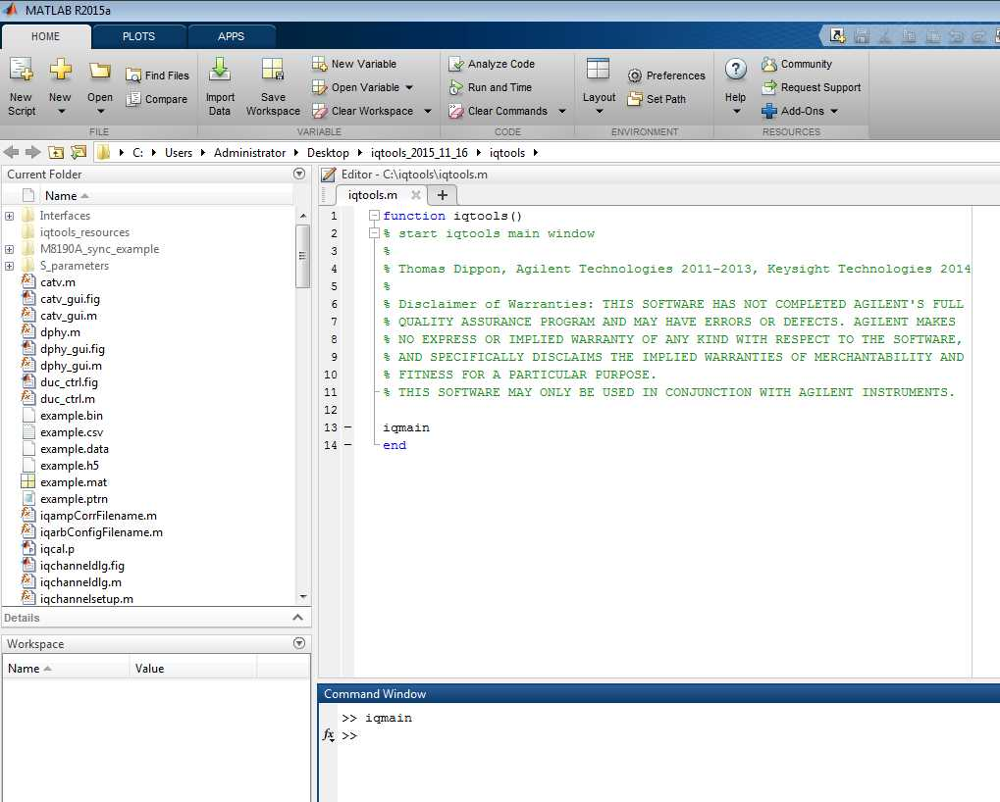 MATLAB R2015a
HOME PLOTS APPS
New Script
New
Open
Find Files
Compare
FILE
Import Data
Save Workspace
New Variable
Open Variable
Clear Workspace
VARIABLE
Analyze Code
Run and Time
Clear Commands
CODE
Layout
Preferences
Set Path
ENVIRONMENT
Help
Community
Request Support
Add-Ons
RESOURCES
C: Users Administrator Desktop iqtools_2015_11_16 iqtools
Current Folder
Name
Interfaces
iqtools_resources
M8190A_sync_example
S_parameters
catv.m
catv_gui.fig
catv_gui.m
dphy.m
dphy_gui.fig
dphy_gui.m
duc_ctrl.fig
duc_ctrl.m
example.bin
example.csv
example.data
example.h5
example.mat
example.ptrn
iqampCorrFilename.m
iqarbConfigFilename.m
iqcal.p
iqchanneldlg.fig
iqchanneldlg.m
iqchannelsetup.m
Details
Workspace
Name Value
Editor - C:\iqtools\iqtools.m
iqtools.m
1 function iqtools()
2 % start iqtools main window
3 %
4 % Thomas Dippon, Agilent Technologies 2011-2013, Keysight Technologies 2014
5 %
6 % Disclaimer of Warranties: THIS SOFTWARE HAS NOT COMPLETED AGILENT'S FULL
7 % QUALITY ASSURANCE PROGRAM AND MAY HAVE ERRORS OR DEFECTS. AGILENT MAKES
8 % NO EXPRESS OR IMPLIED WARRANTY OF ANY KIND WITH RESPECT TO THE SOFTWARE,
9 % AND SPECIFICALLY DISCLAIMS THE IMPLIED WARRANTIES OF MERCHANTABILITY AND
10 % FITNESS FOR A PARTICULAR PURPOSE.
11 % THIS SOFTWARE MAY ONLY BE USED IN CONJUNCTION WITH AGILENT INSTRUMENTS.
12
13 – iqmain
14 – end
Command Window
>> iqmain
fx >>